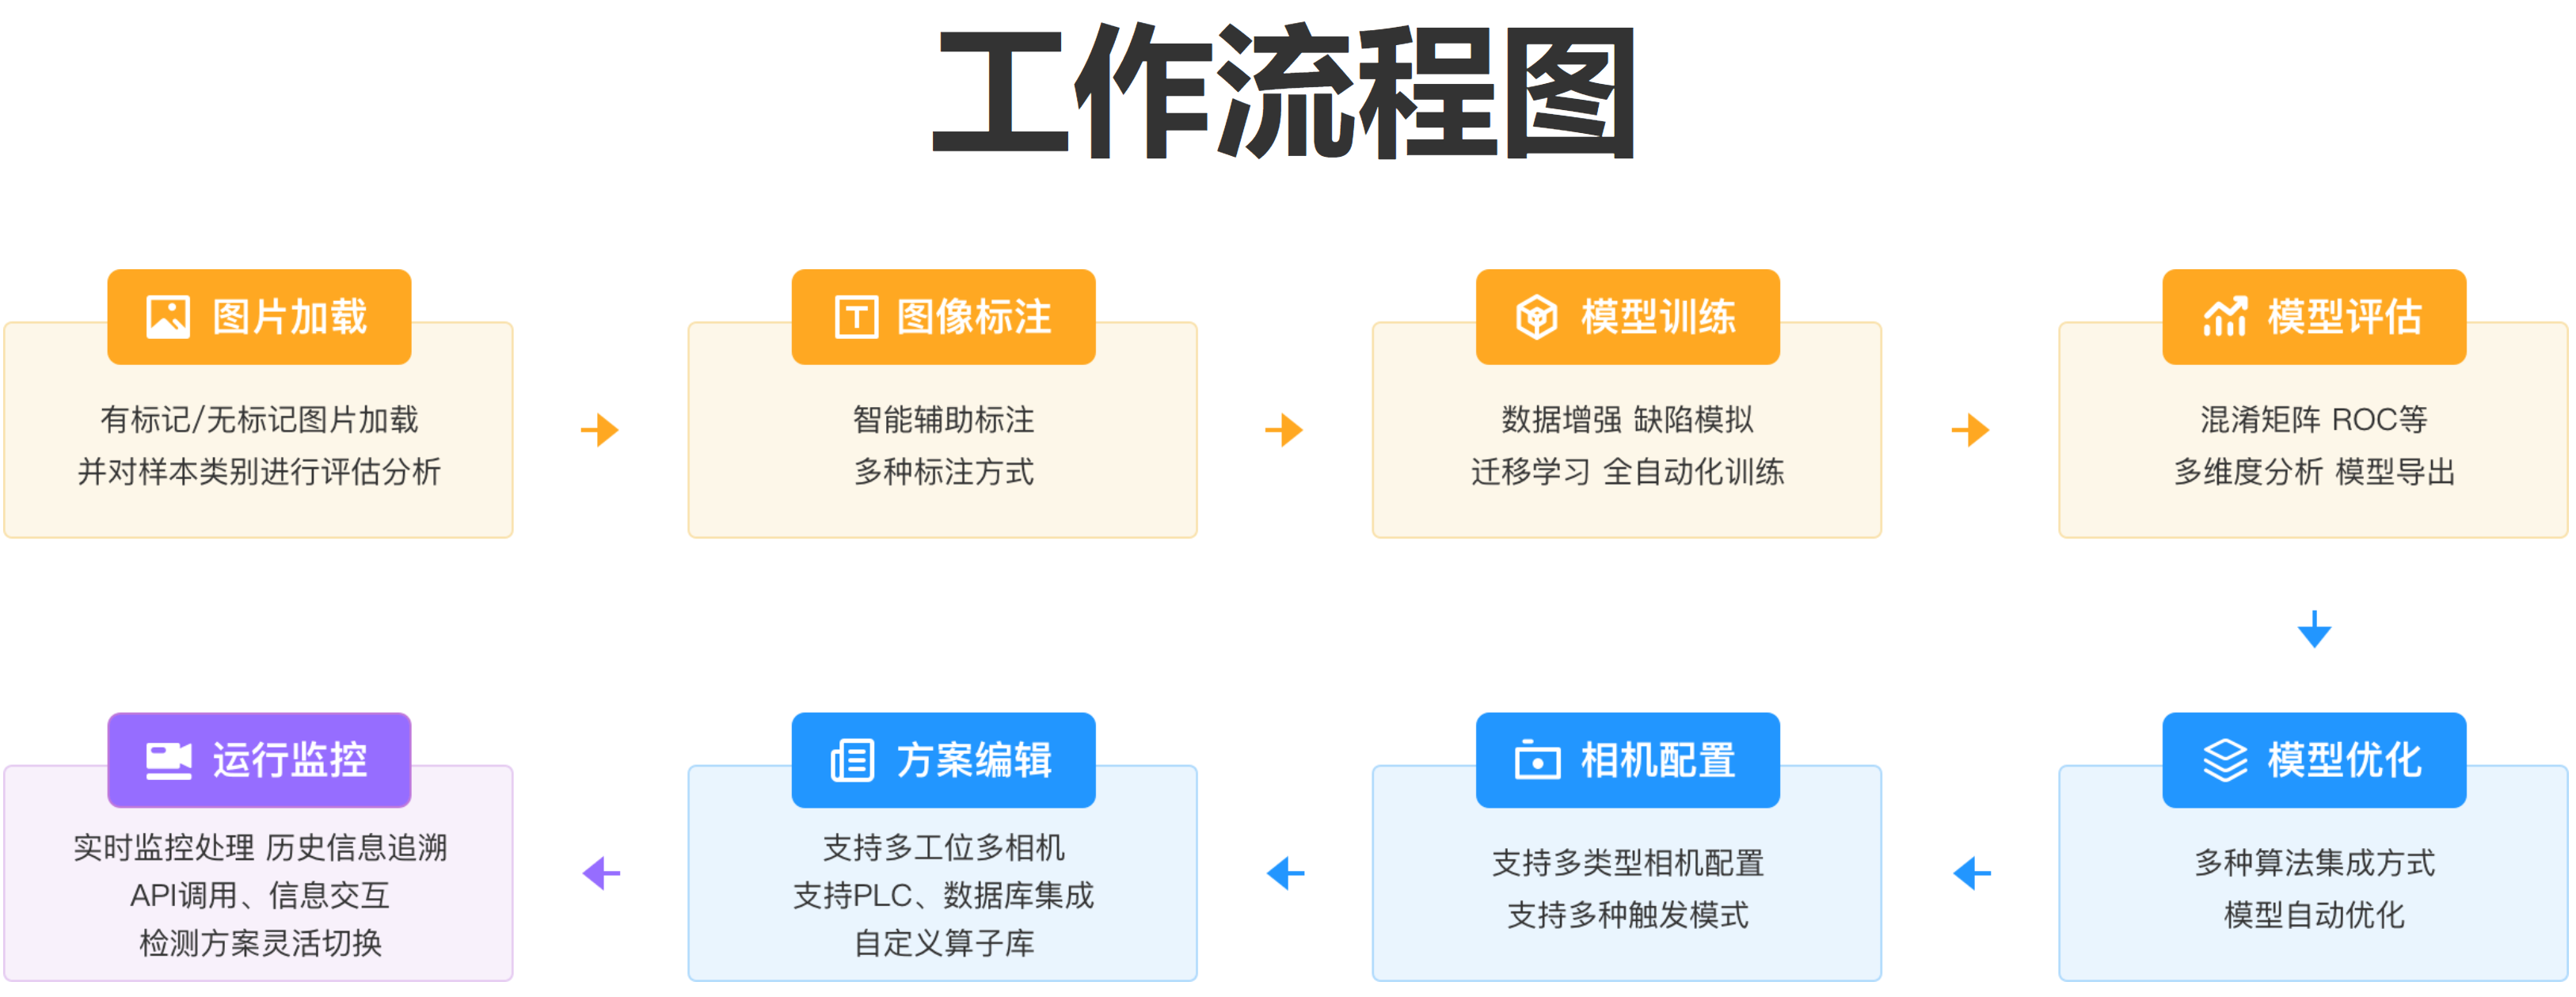 工作流程图
图片加载
有标记/无标记图片加载
并对样本类别进行评估分析
图像标注
智能辅助标注
多种标注方式
模型训练
数据增强 缺陷模拟
迁移学习 全自动化训练
模型评估
混淆矩阵 ROC等
多维度分析 模型导出
模型优化
多种算法集成方式
模型自动优化
相机配置
支持多类型相机配置
支持多种触发模式
方案编辑
支持多工位多相机
支持PLC、数据库集成
自定义算子库
运行监控
实时监控处理 历史信息追溯
API调用、信息交互
检测方案灵活切换